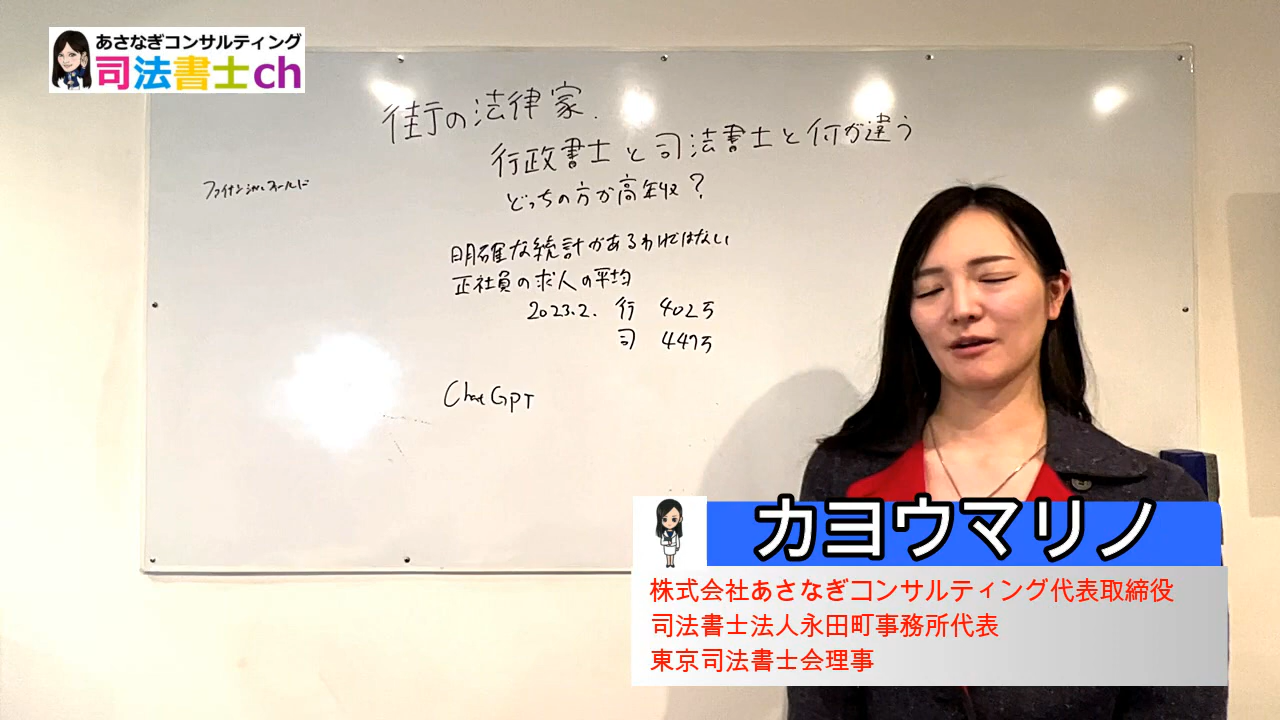 あさなぎコンサルティング
司法書士ch
街の法律家.
行政書士と司法書士と何が違う
どっちの方が高年収?
ファイナンシャルフィールド
明確な統計があるわけではない
正社員の求人の平均
2023.2. 行 402万
司 447万
ChatGPT
カヨウマリノ
株式会社あさなぎコンサルティング代表取締役
司法書士法人永田町事務所代表
東京司法書士会理事